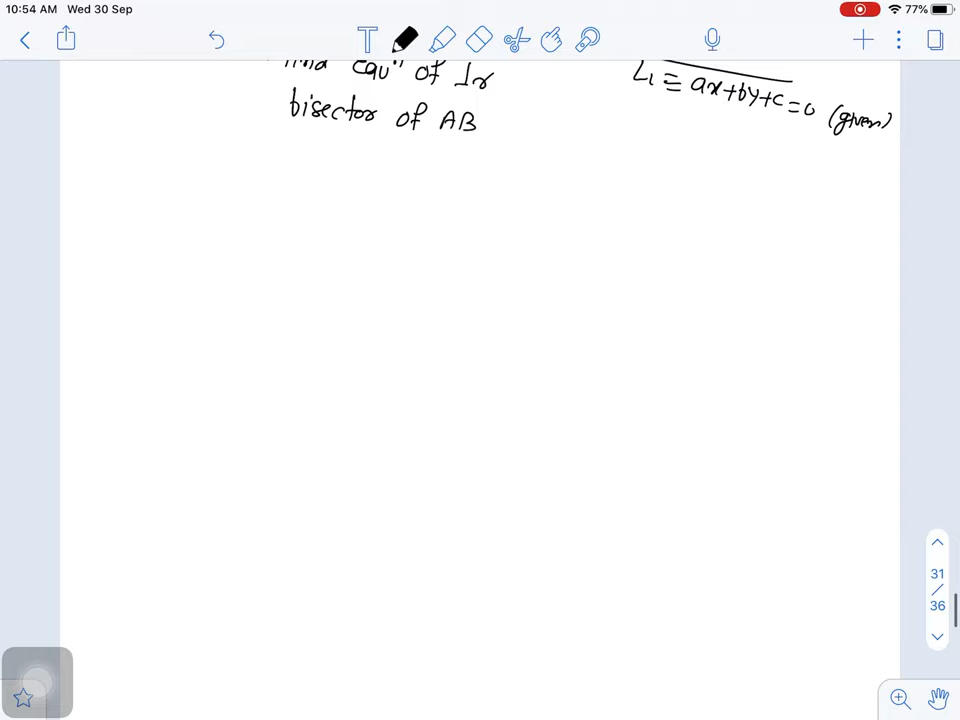 10:54 AM Wed 30 Sep
77%
T
find equⁿ of ⊥r
bisector of AB
L₁ ≡ ax+by+c=0 (given)
31
/
36